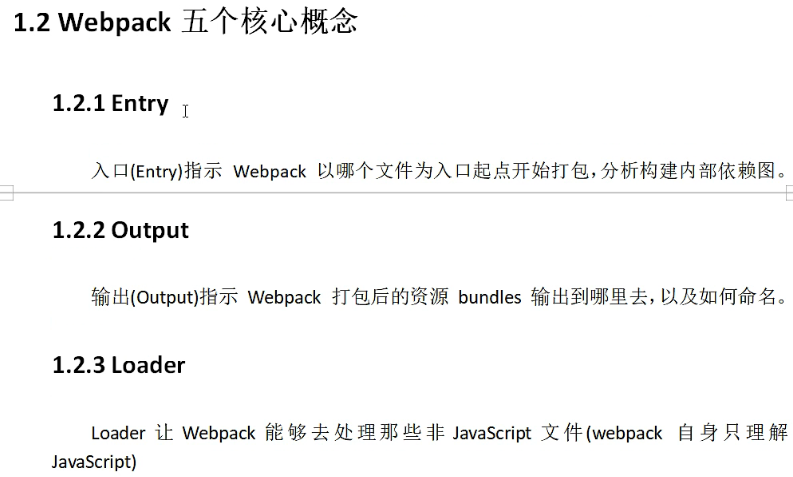 1.2 Webpack 五个核心概念
1.2.1 Entry
入口(Entry)指示 Webpack 以哪个文件为入口起点开始打包,分析构建内部依赖图。
1.2.2 Output
输出(Output)指示 Webpack 打包后的资源 bundles 输出到哪里去,以及如何命名。
1.2.3 Loader
Loader 让 Webpack 能够去处理那些非 JavaScript 文件(webpack 自身只理解
JavaScript)